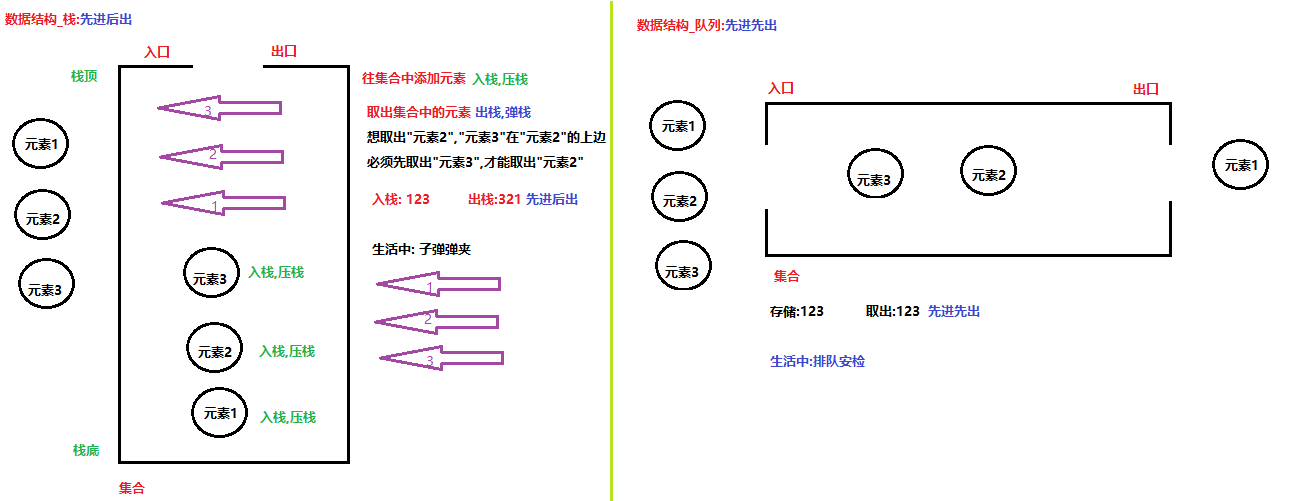 数据结构_栈:先进后出
入口
出口
栈顶
往集合中添加元素 入栈,压栈
3
取出集合中的元素 出栈,弹栈
元素1
想取出"元素2","元素3"在"元素2"的上边
2
必须先取出"元素3",才能取出"元素2"
1
入栈: 123
出栈:321 先进后出
元素2
生活中: 子弹弹夹
元素3
元素3
入栈,压栈
1
2
元素2
入栈,压栈
3
元素1
入栈,压栈
栈底
集合
数据结构_队列:先进先出
入口
出口
元素1
元素3
元素2
元素1
元素2
元素3
集合
存储:123
取出:123 先进先出
生活中:排队安检